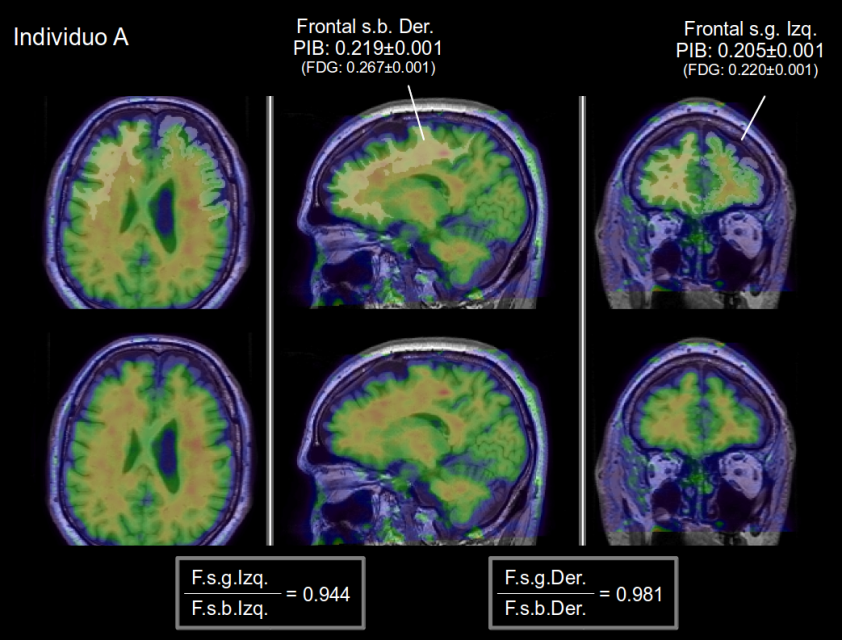 Individuo A
Frontal s.b. Der.
PIB: 0.219±0.001
(FDG: 0.267±0.001)
Frontal s.g. Izq.
PIB: 0.205±0.001
(FDG: 0.220±0.001)
F.s.g.Izq.
F.s.b.Izq.
= 0.944
F.s.g.Der.
F.s.b.Der.
= 0.981